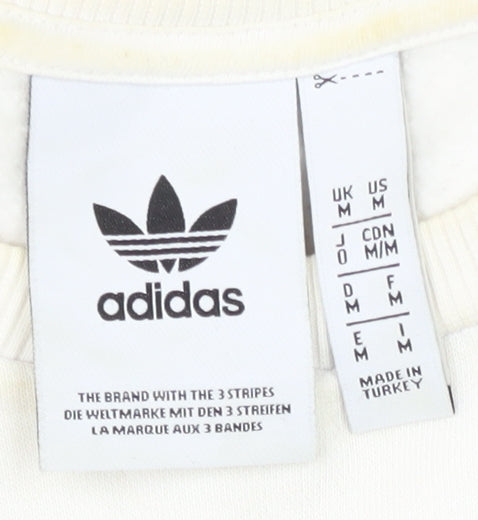 adidas
THE BRAND WITH THE 3 STRIPES
DIE WELTMARKE MIT DEN 3 STREIFEN
LA MARQUE AUX 3 BANDES
UK US
M M
J CDN
O M/M
D F
M M
E I
M M
MADE IN
TURKEY